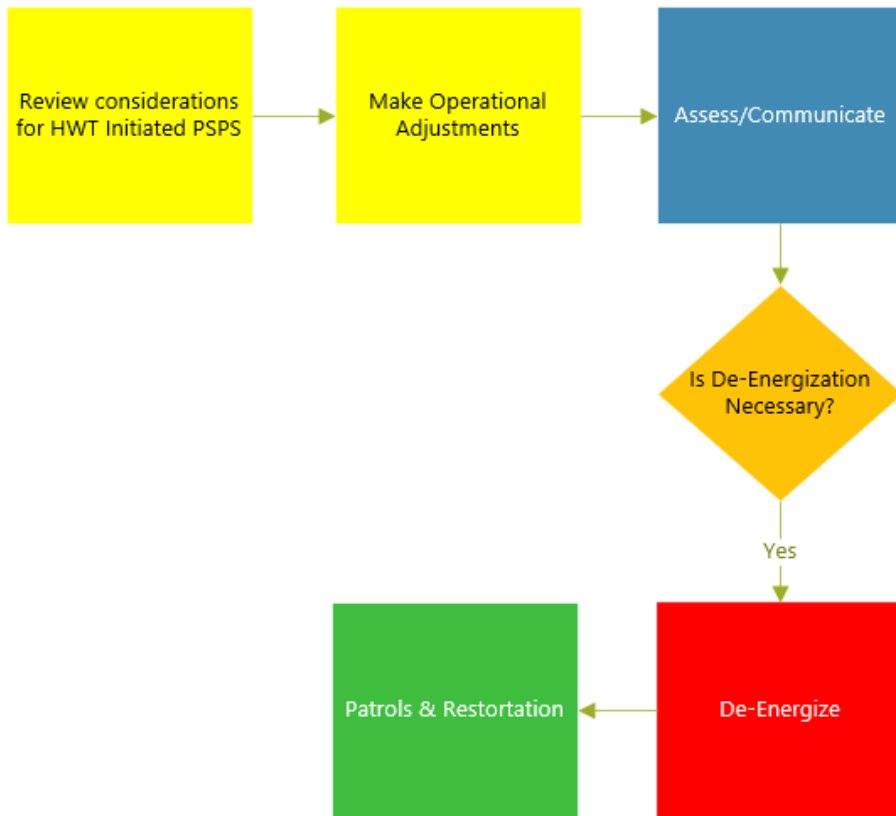 Review considerations
for HWT Initiated PSPS
Make Operational
Adjustments
Assess/Communicate
Is De-Energization
Necessary?
Yes
De-Energize
Patrols & Restortation